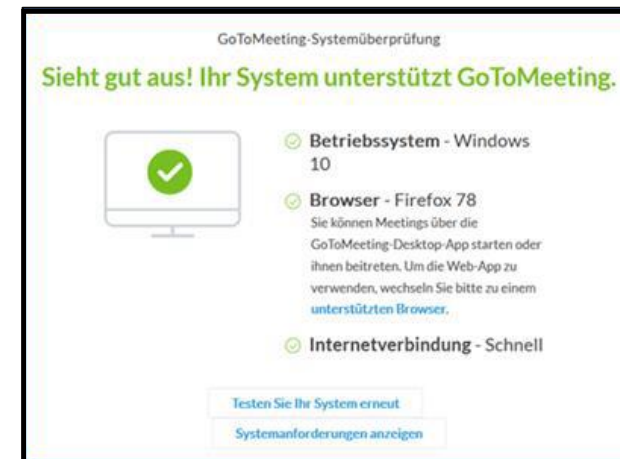 GoToMeeting-Systemüberprüfung
Sieht gut aus! Ihr System unterstützt GoToMeeting.
Betriebssystem - Windows
10
Browser - Firefox 78
Sie können Meetings über die
GoToMeeting-Desktop-App starten oder
ihnen beitreten. Um die Web-App zu
verwenden, wechseln Sie bitte zu einem
unterstützten Browser.
Internetverbindung - Schnell
Testen Sie Ihr System erneut
Systemanforderungen anzeigen